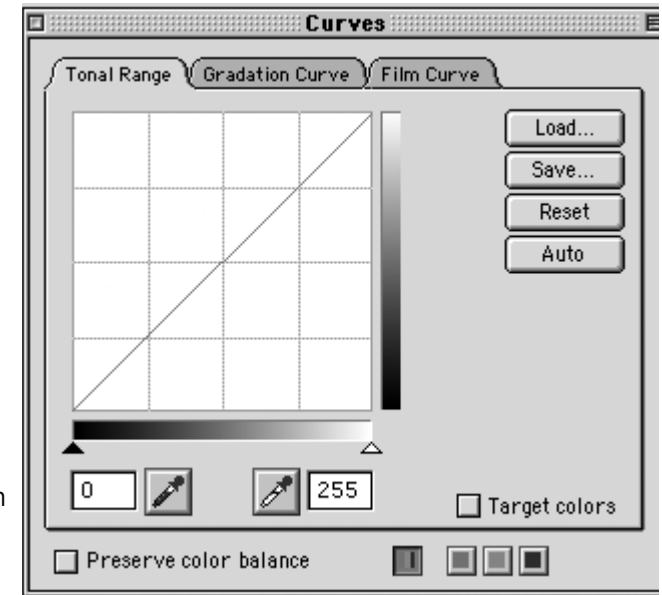 Curves
Tonal Range Gradation Curve Film Curve
Load...
Save...
Reset
Auto
0 255
Target colors
Preserve color balance